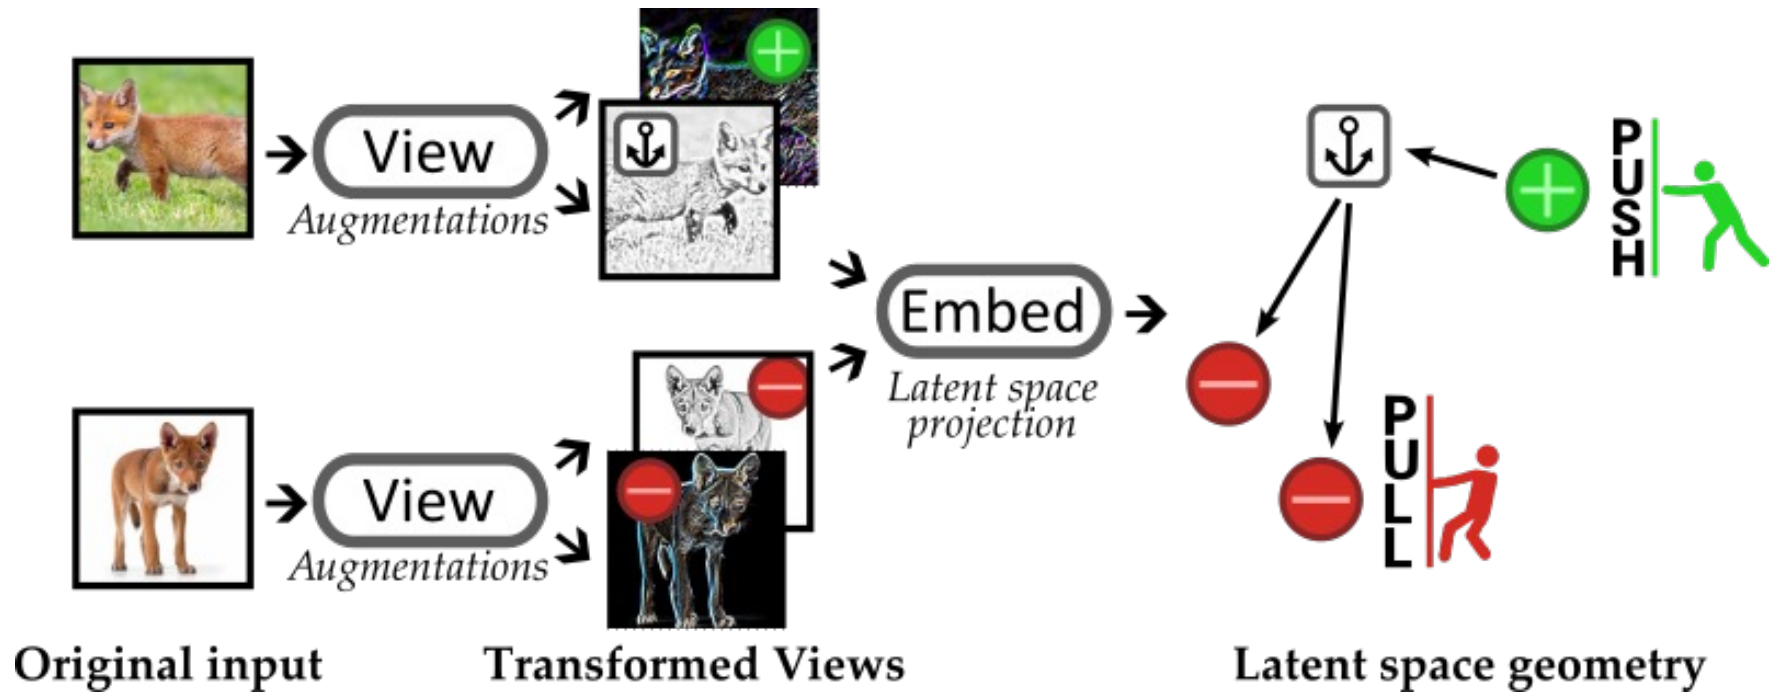 View
Augmentations
Embed
Latent space
projection
PUSH
PULL
View
Augmentations
Original input
Transformed Views
Latent space geometry